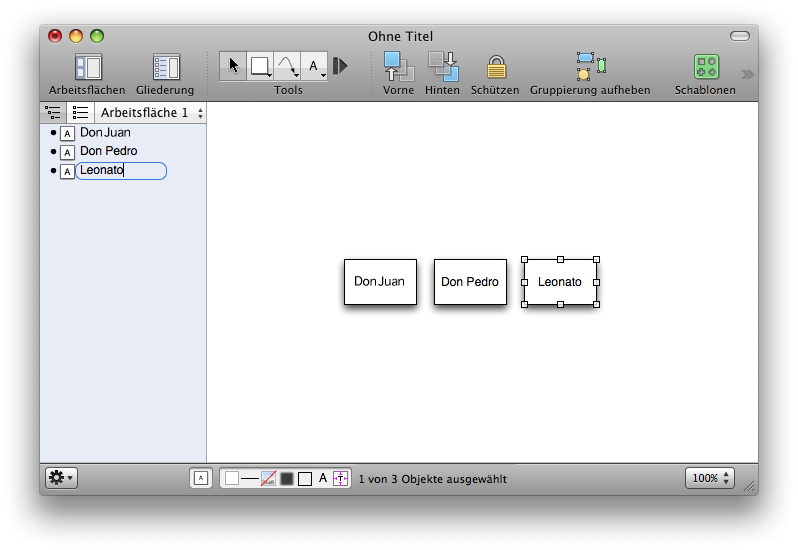 Ohne Titel
Arbeitsflächen Gliederung Tools Vorne Hinten Schützen Gruppierung aufheben Schablonen
A
Arbeitsfläche 1
A Don Juan
A Don Pedro
A Leonato
Don Juan Don Pedro Leonato
A A T 1 von 3 Objekte ausgewählt 100%